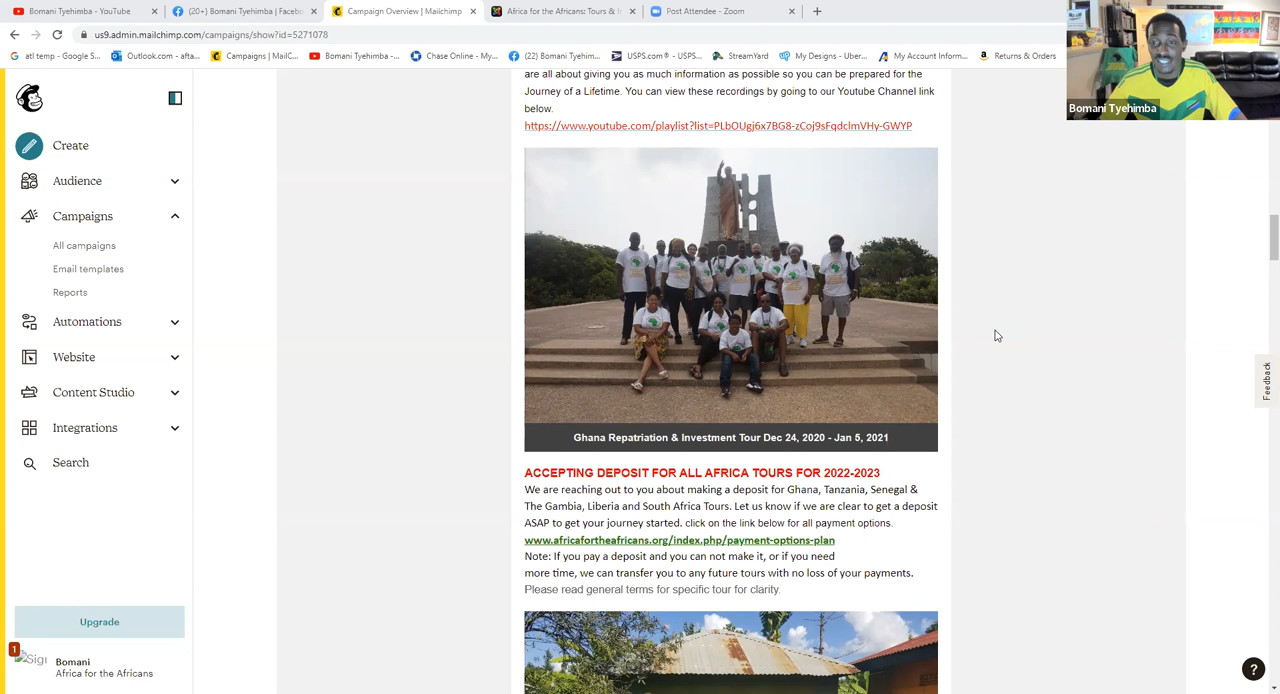 Bomani Tyehimba - YouTube
(20+) Bomani Tyehimba | Facebo
Campaign Overview | Mailchimp
Africa for the Africans: Tours & In
Post Attendee - Zoom
us9.admin.mailchimp.com/campaigns/show?id=5271078
atl temp - Google S...
Outlook.com - afta...
Campaigns | MailC...
Bomani Tyehimba -...
Chase Online - My...
(22) Bomani Tyehim...
USPS.com® - USPS...
StreamYard
My Designs - Uber...
My Account Inform...
Returns & Orders
Bomani Tyehimba
Create
Audience
Campaigns
All campaigns
Email templates
Reports
Automations
Website
Content Studio
Integrations
Search
Upgrade
1
Bomani
Africa for the Africans
are all about giving you as much information as possible so you can be prepared for the
Journey of a Lifetime. You can view these recordings by going to our Youtube Channel link
below.
https://www.youtube.com/playlist?list=PLbOUgj6x7BG8-zCoj9sFqdclmVHy-GWYP
Ghana Repatriation & Investment Tour Dec 24, 2020 - Jan 5, 2021
ACCEPTING DEPOSIT FOR ALL AFRICA TOURS FOR 2022-2023
We are reaching out to you about making a deposit for Ghana, Tanzania, Senegal &
The Gambia, Liberia and South Africa Tours. Let us know if we are clear to get a deposit
ASAP to get your journey started. click on the link below for all payment options.
www.africafortheafricans.org/index.php/payment-options-plan
Note: If you pay a deposit and you can not make it, or if you need
more time, we can transfer you to any future tours with no loss of your payments.
Please read general terms for specific tour for clarity.
Feedback
?